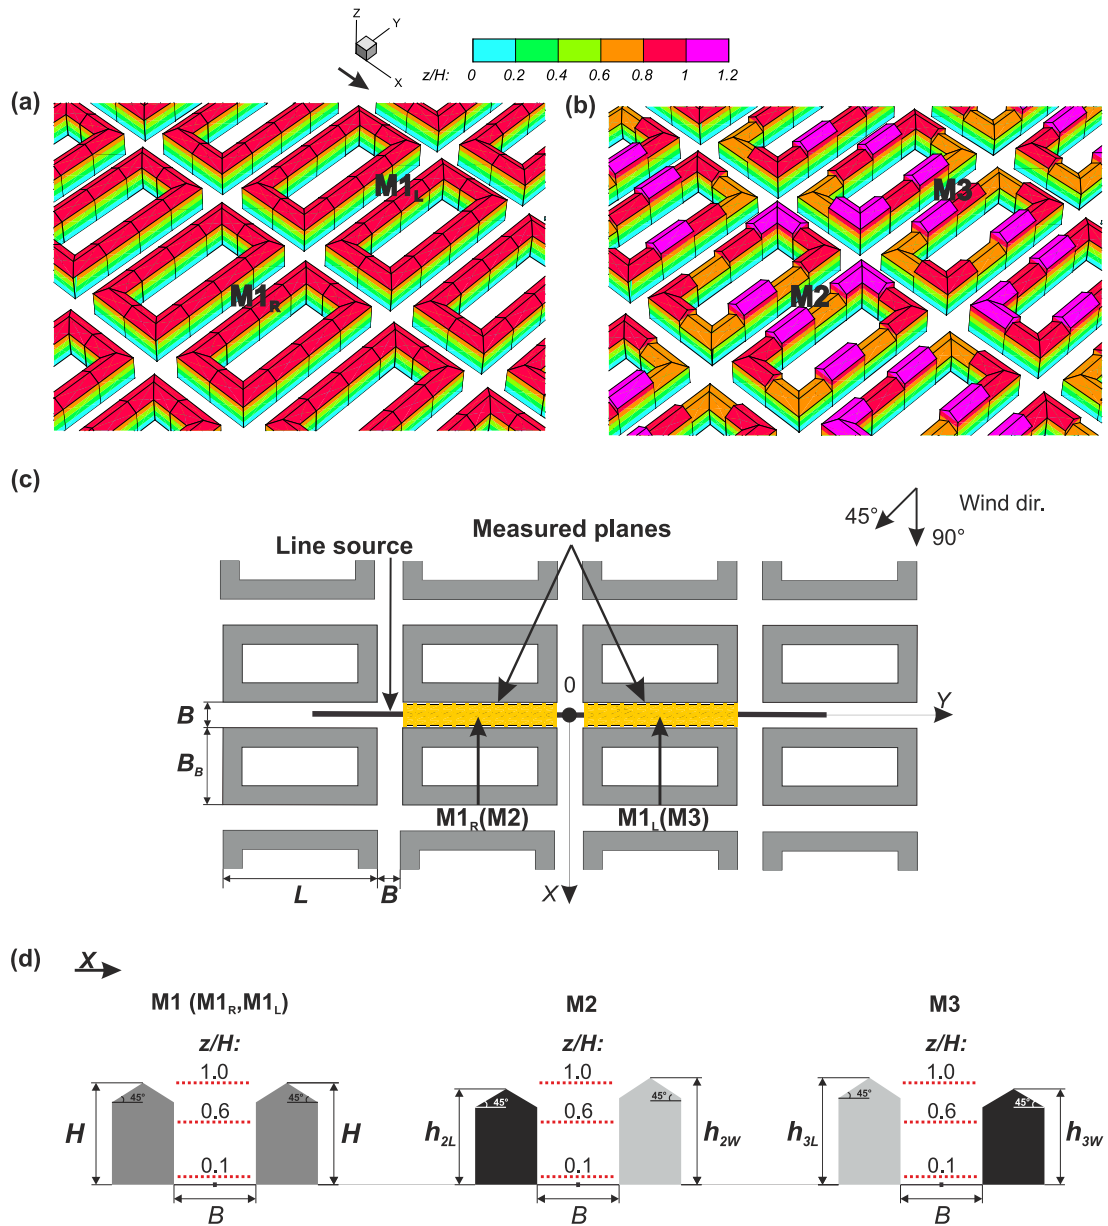 Z
Y
X
z/H: 0 0.2 0.4 0.6 0.8 1 1.2
(a)
(b)
M1L
M1R
M3
M2
(c)
45°
Wind dir.
90°
Measured planes
Line source
0
B
Y
BB
M1R(M2)
M1L(M3)
L
B
X
(d)
X
M1 (M1R,M1L)
M2
M3
z/H:
z/H:
z/H:
1.0
1.0
1.0
45°
45°
45°
45°
45°
45°
0.6
0.6
0.6
H
H
h2L
h2W
h3L
h3W
0.1
0.1
0.1
B
B
B